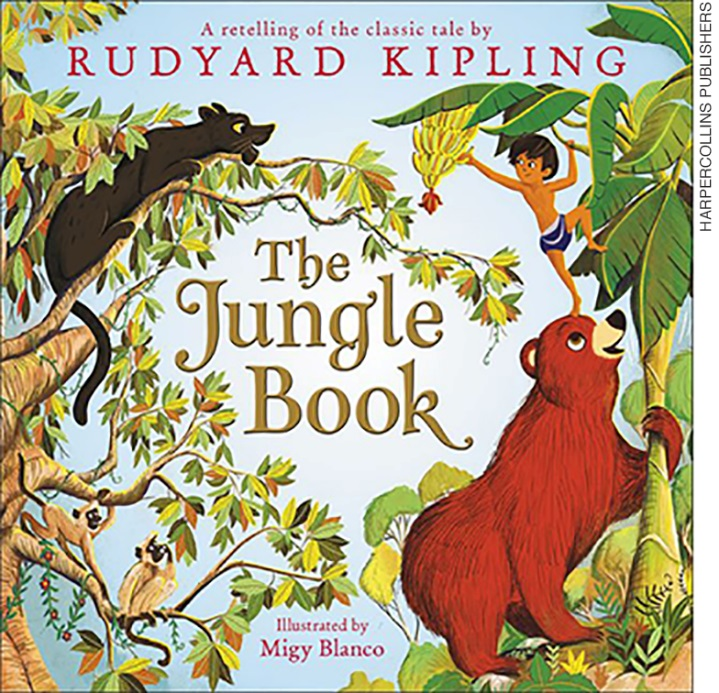 A retelling of the classic tale by
RUDYARD KIPLING
The
Jungle
Book
Illustrated by
Migy Blanco
HARPERCOLLINS PUBLISHERS